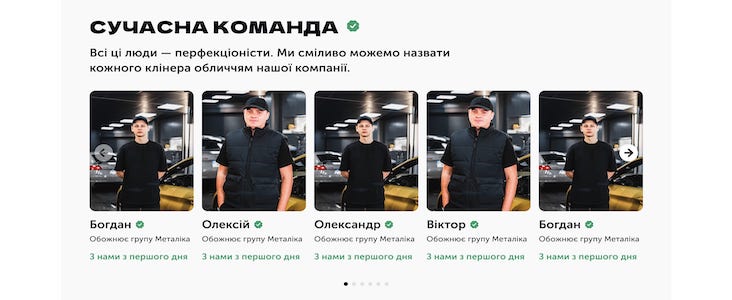 СУЧАСНА КОМАНДА
Всі ці люди — перфекціоністи. Ми сміливо можемо назвати
кожного клінера обличчям нашої компанії.
Богдан
Обожнює групу Металіка
З нами з першого дня
Олексій
Обожнює групу Металіка
З нами з першого дня
Олександр
Обожнює групу Металіка
З нами з першого дня
Віктор
Обожнює групу Металіка
З нами з першого дня
Богдан
Обожнює групу Металіка
З нами з першого дня